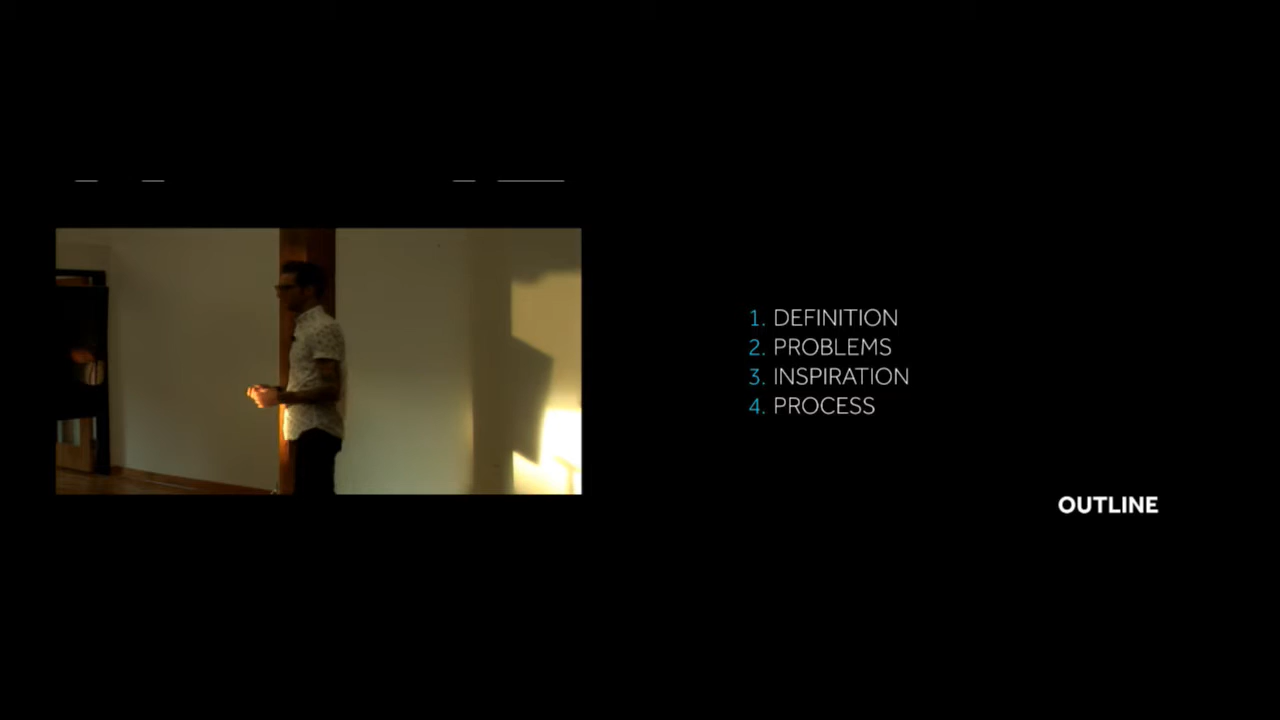 1. DEFINITION
2. PROBLEMS
3. INSPIRATION
4. PROCESS
OUTLINE